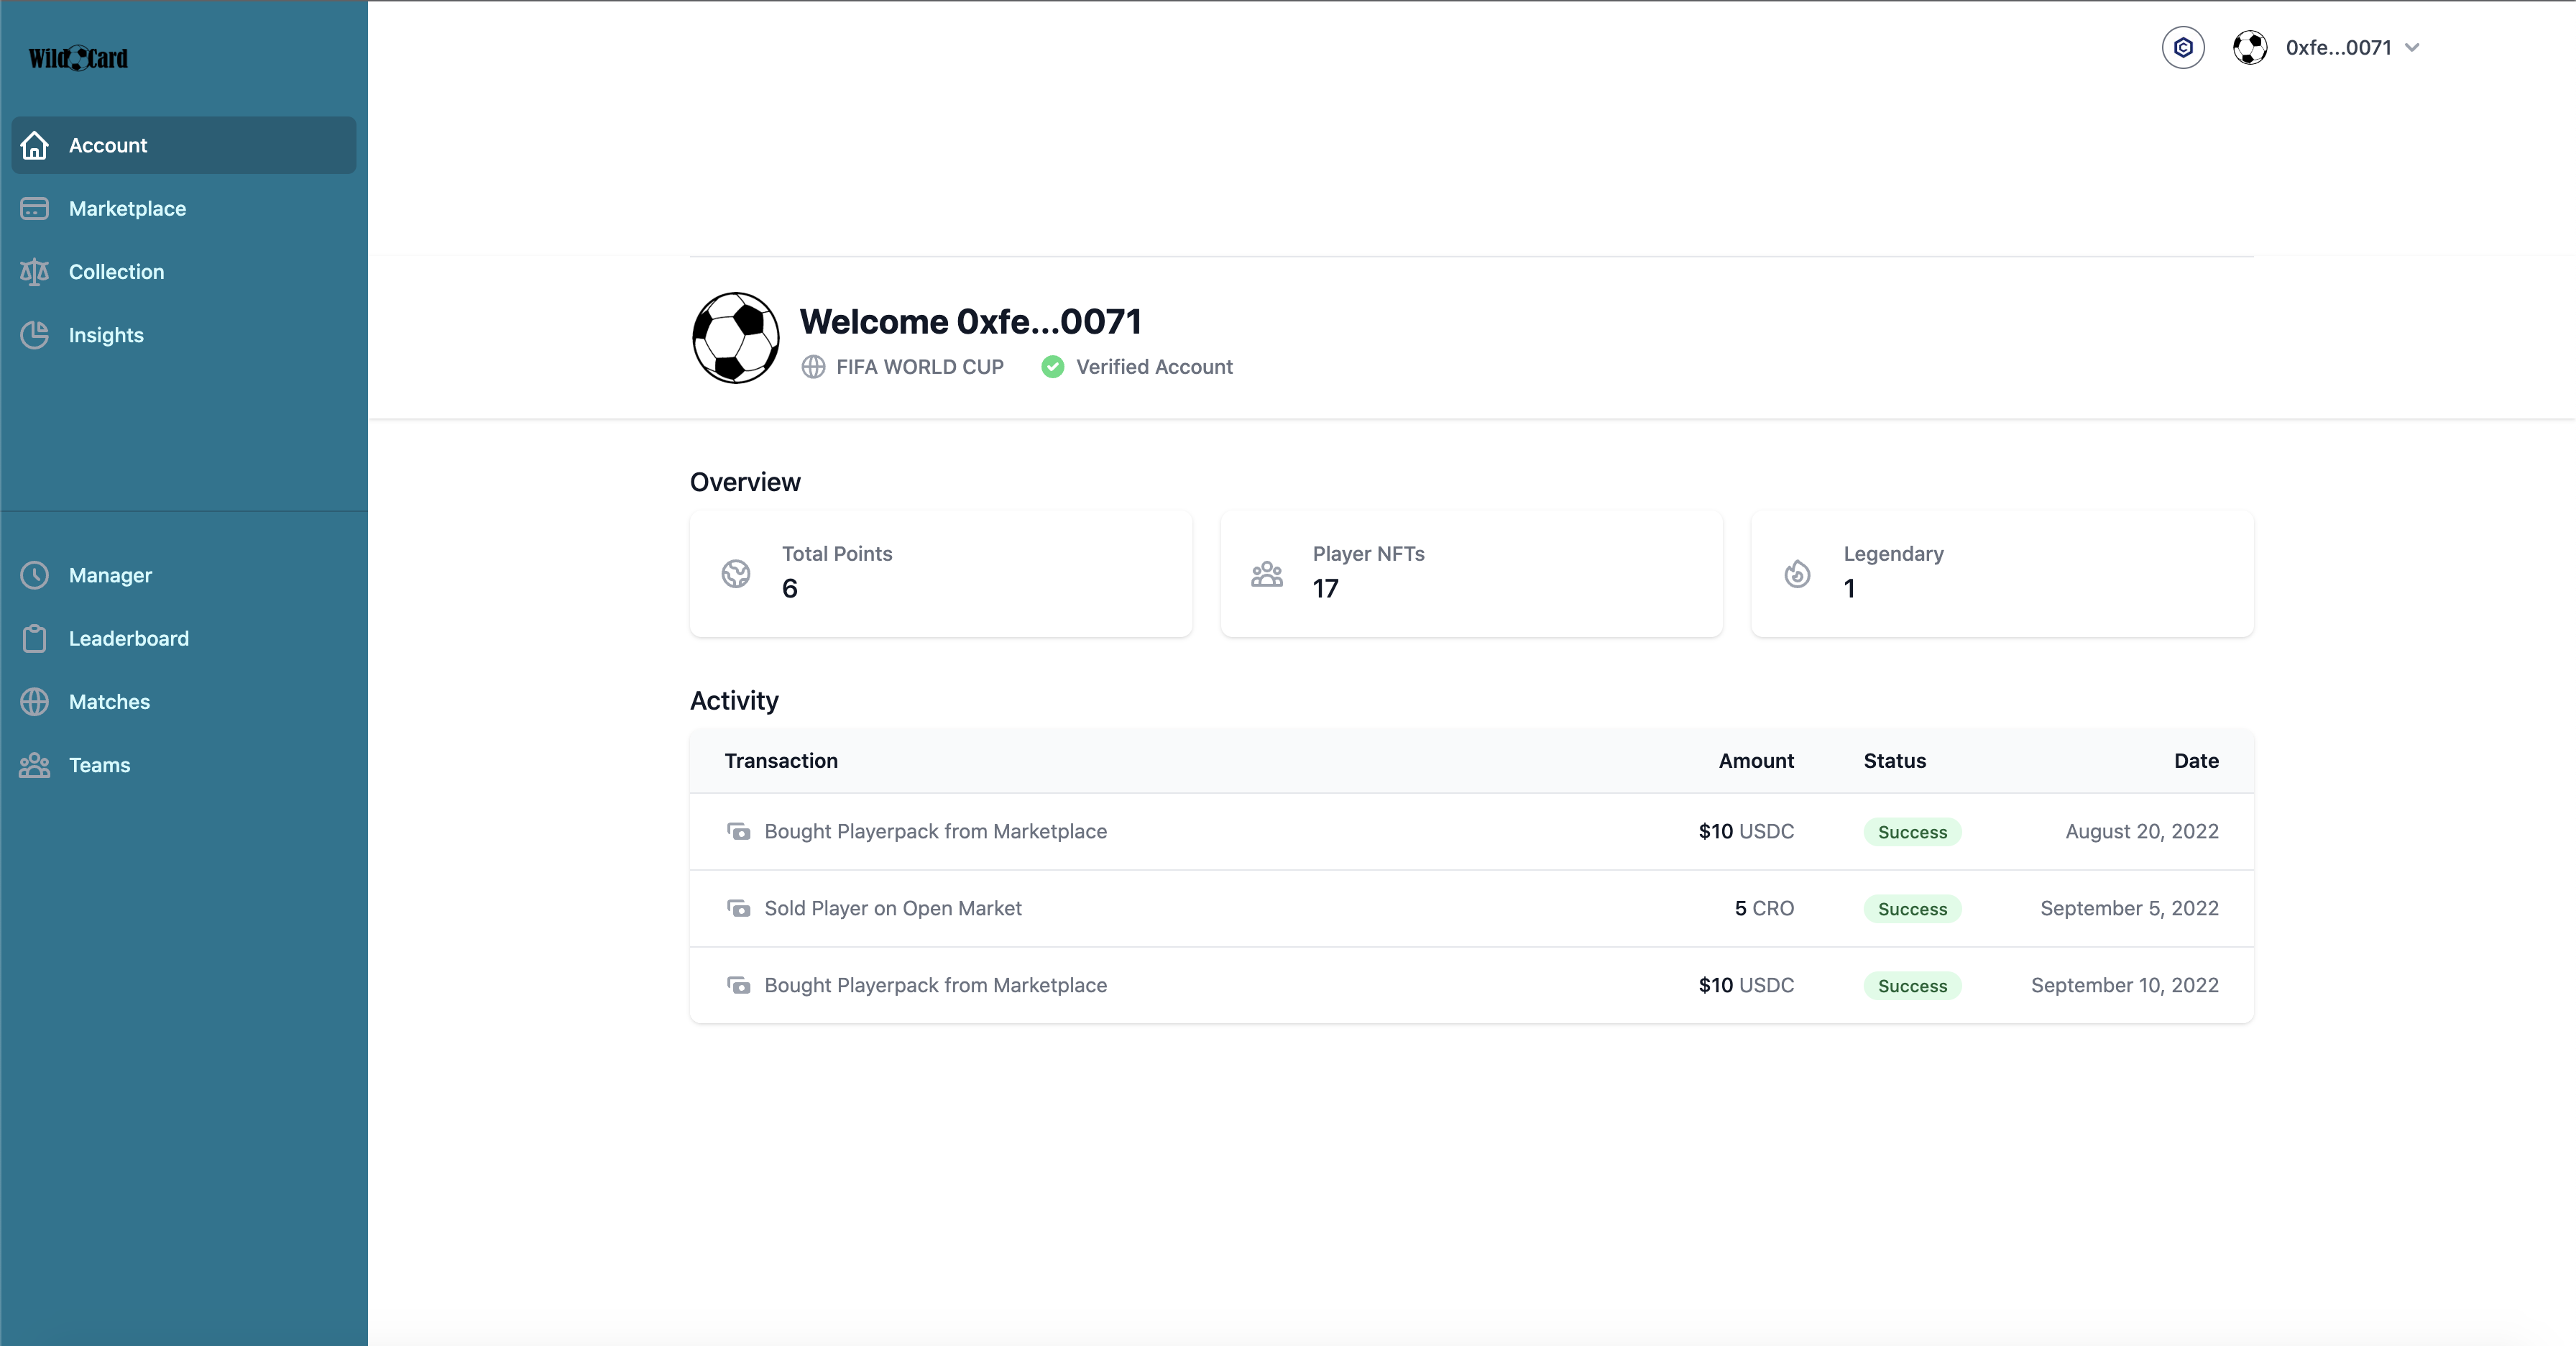 Wild Card
Account
Marketplace
Collection
Insights
Manager
Leaderboard
Matches
Teams
0xfe...0071
Welcome 0xfe...0071
FIFA WORLD CUP Verified Account
Overview
Total Points
6
Player NFTs
17
Legendary
1
Activity
Transaction Amount Status Date
Bought Playerpack from Marketplace $10 USDC Success August 20, 2022
Sold Player on Open Market 5 CRO Success September 5, 2022
Bought Playerpack from Marketplace $10 USDC Success September 10, 2022